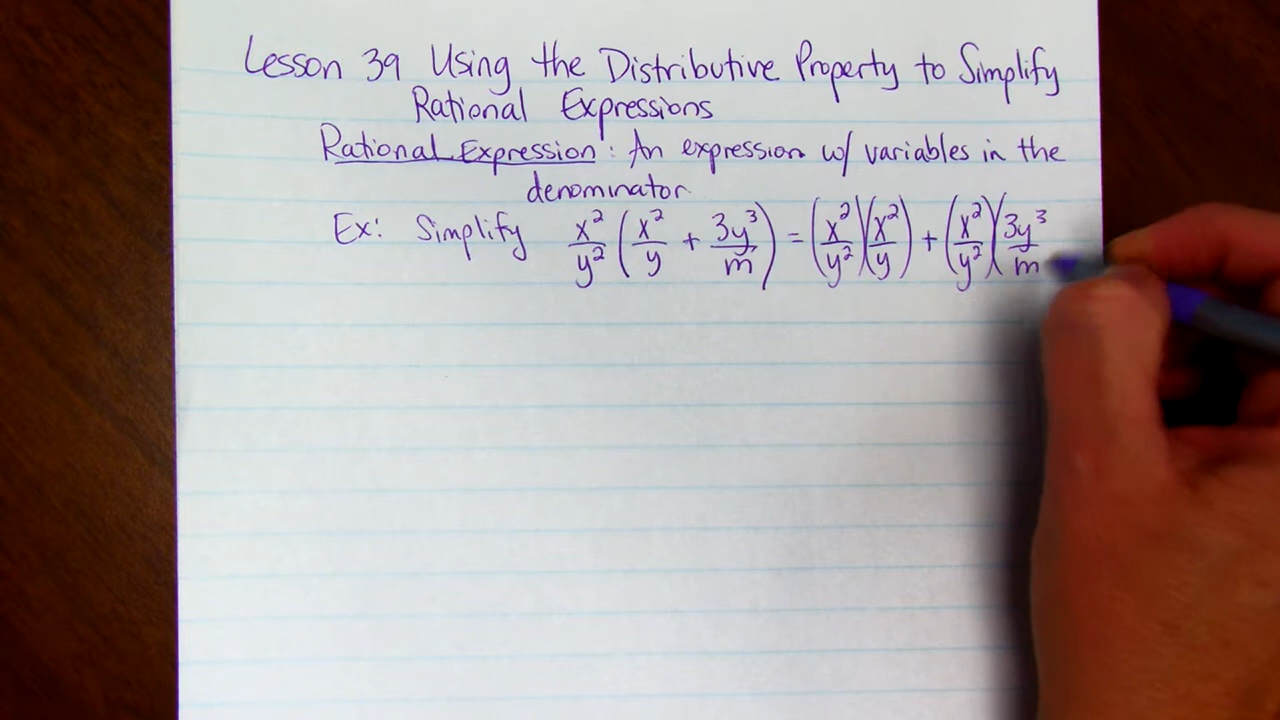 Lesson 39 Using the Distributive Property to Simplify
Rational Expressions
Rational Expression: An expression w/ variables in the
denominator.
Ex: Simplify x²/y² (x²/y + 3y³/m) = (x²/y²)(x²/y) + (x²/y²)(3y³/m